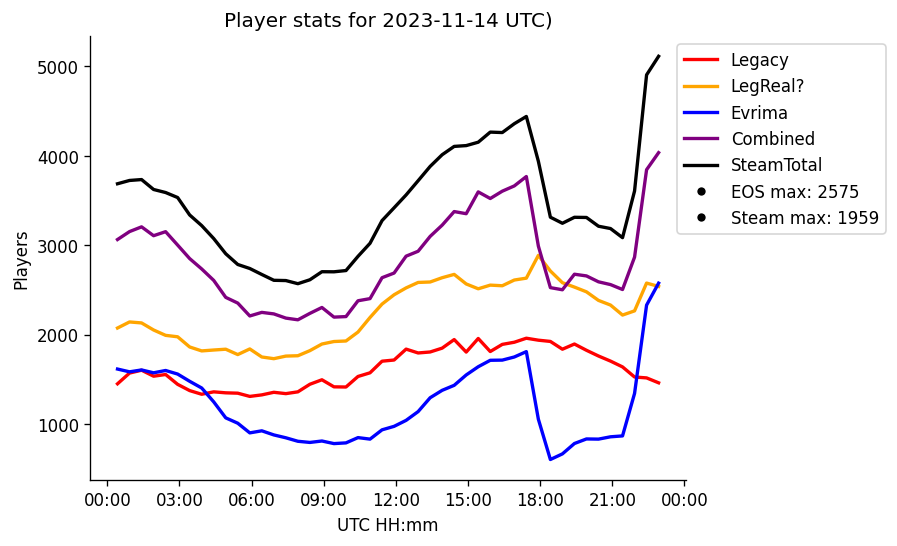 Player stats for 2023-11-14 UTC)
Legacy
LegReal?
Evrima
Combined
SteamTotal
EOS max: 2575
Steam max: 1959
5000
4000
3000
2000
1000
Players
00:00 03:00 06:00 09:00 12:00 15:00 18:00 21:00 00:00
UTC HH:mm